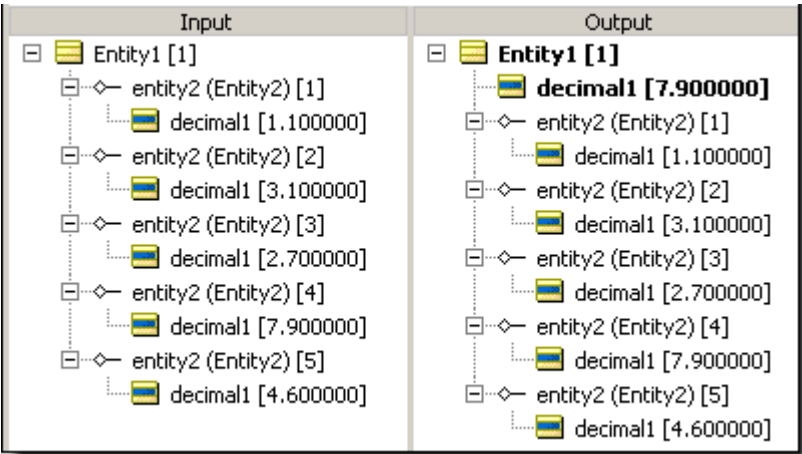 Input
Entity1 [1]
entity2 (Entity2) [1]
decimal1 [1.100000]
entity2 (Entity2) [2]
decimal1 [3.100000]
entity2 (Entity2) [3]
decimal1 [2.700000]
entity2 (Entity2) [4]
decimal1 [7.900000]
entity2 (Entity2) [5]
decimal1 [4.600000]
Output
Entity1 [1]
decimal1 [7.900000]
entity2 (Entity2) [1]
decimal1 [1.100000]
entity2 (Entity2) [2]
decimal1 [3.100000]
entity2 (Entity2) [3]
decimal1 [2.700000]
entity2 (Entity2) [4]
decimal1 [7.900000]
entity2 (Entity2) [5]
decimal1 [4.600000]